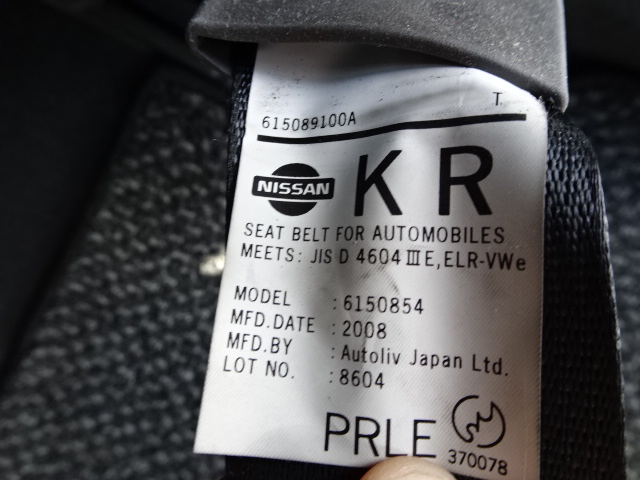 T
615089100A
NISSAN KR
SEAT BELT FOR AUTOMOBILES
MEETS: JIS D 4604 III E, ELR-VWe
MODEL : 6150854
MFD.DATE : 2008
MFD.BY : Autoliv Japan Ltd.
LOT NO. : 8604
PRLE
370078